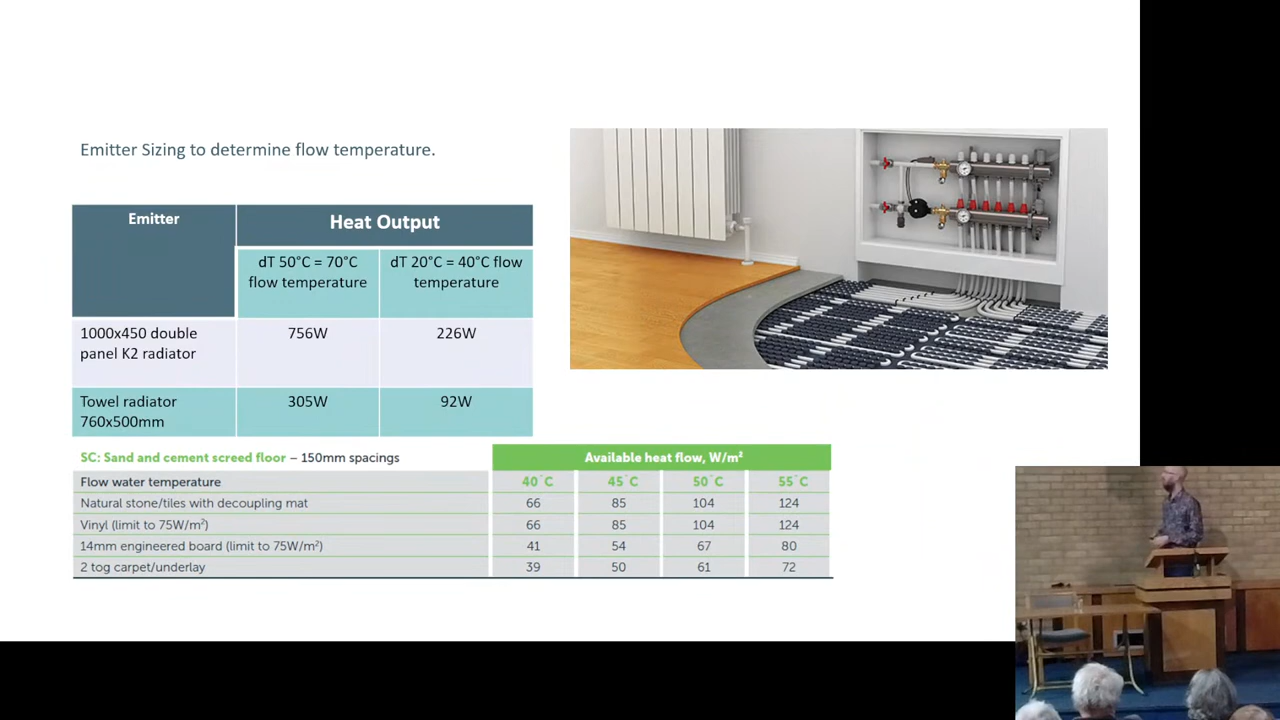 Emitter Sizing to determine flow temperature.
Emitter Heat Output
dT 50°C = 70°C flow temperature
dT 20°C = 40°C flow temperature
1000x450 double panel K2 radiator 756W 226W
Towel radiator 760x500mm 305W 92W
SC: Sand and cement screed floor – 150mm spacings Available heat flow, W/m²
Flow water temperature 40°C 45°C 50°C 55°C
Natural stone/tiles with decoupling mat 66 85 104 124
Vinyl (limit to 75W/m²) 66 85 104 124
14mm engineered board (limit to 75W/m²) 41 54 67 80
2 tog carpet/underlay 39 50 61 72